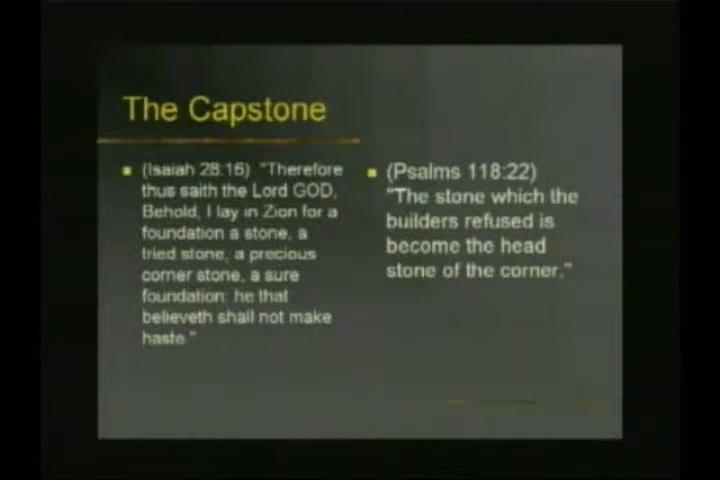 The Capstone
(Isaiah 28:16) "Therefore
thus saith the Lord GOD,
Behold, I lay in Zion for a
foundation a stone, a
tried stone, a precious
corner stone, a sure
foundation: he that
believeth shall not make
haste."
(Psalms 118:22)
"The stone which the
builders refused is
become the head
stone of the corner."